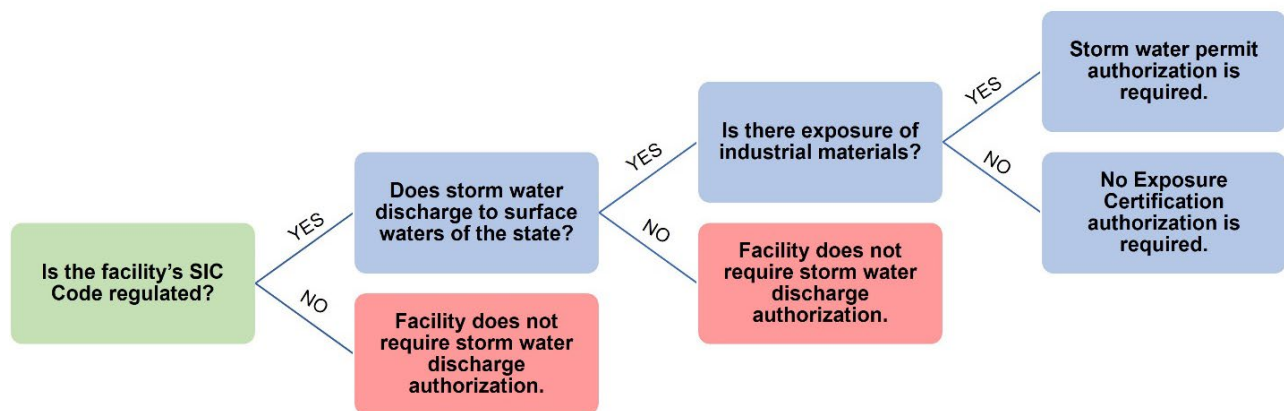 Is the facility's SIC
Code regulated?
YES
NO
Does storm water
discharge to surface
waters of the state?
Facility does not
require storm water
discharge
authorization.
YES
NO
Is there exposure of
industrial materials?
Facility does not
require storm water
discharge
authorization.
YES
NO
Storm water permit
authorization is
required.
No Exposure
Certification
authorization is
required.